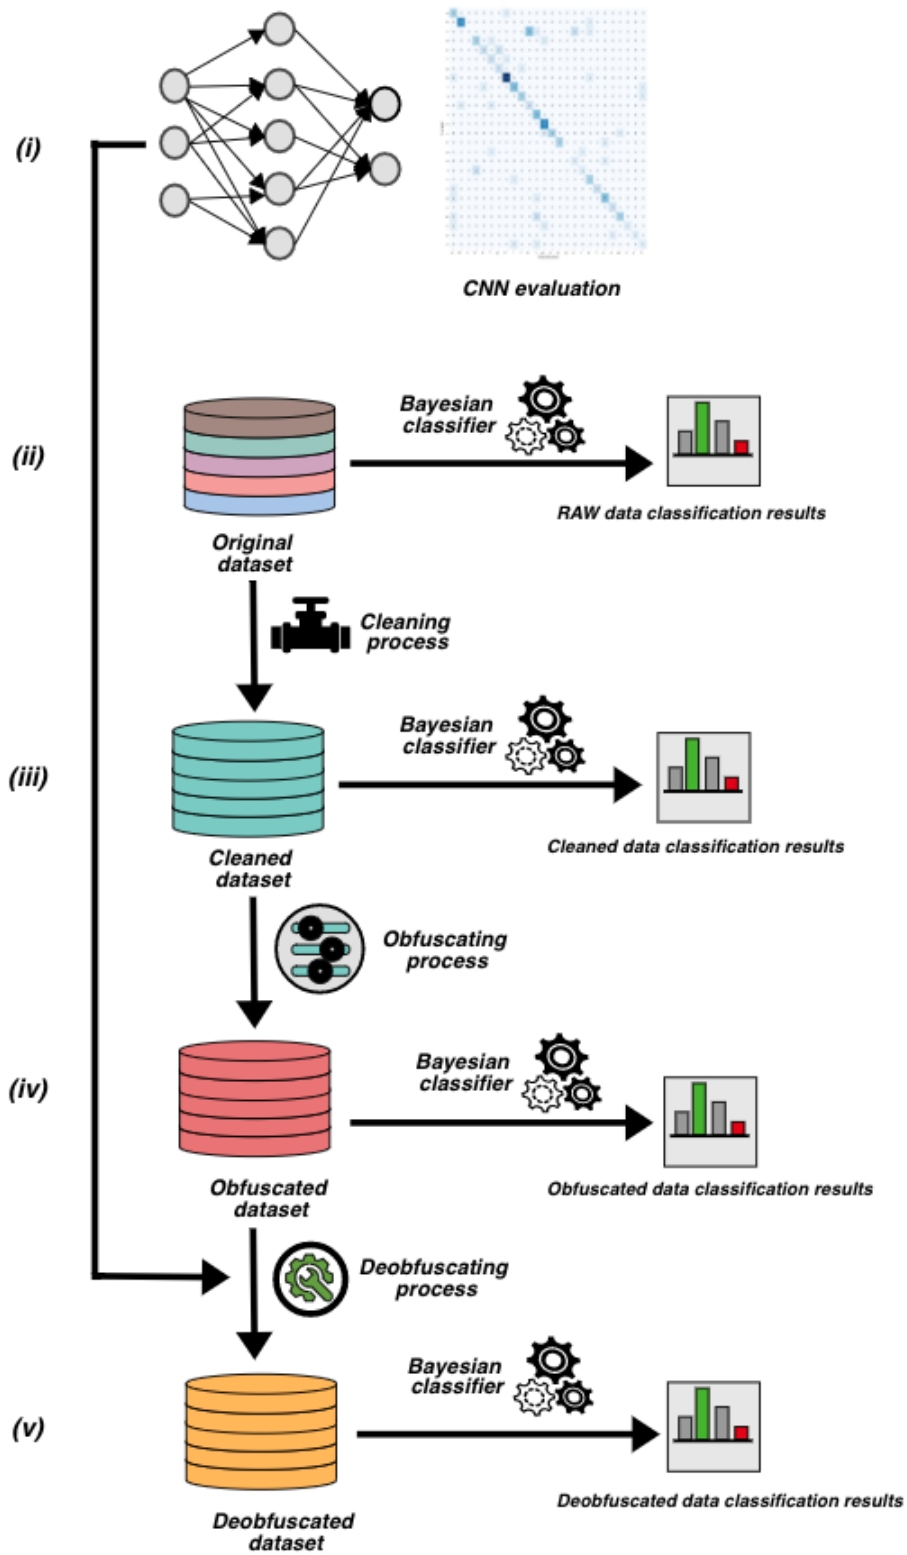 (i)
CNN evaluation
(ii)
Bayesian
classifier
RAW data classification results
Original
dataset
Cleaning
process
(iii)
Bayesian
classifier
Cleaned data classification results
Cleaned
dataset
Obfuscating
process
(iv)
Bayesian
classifier
Obfuscated data classification results
Obfuscated
dataset
Deobfuscating
process
(v)
Bayesian
classifier
Deobfuscated data classification results
Deobfuscated
dataset